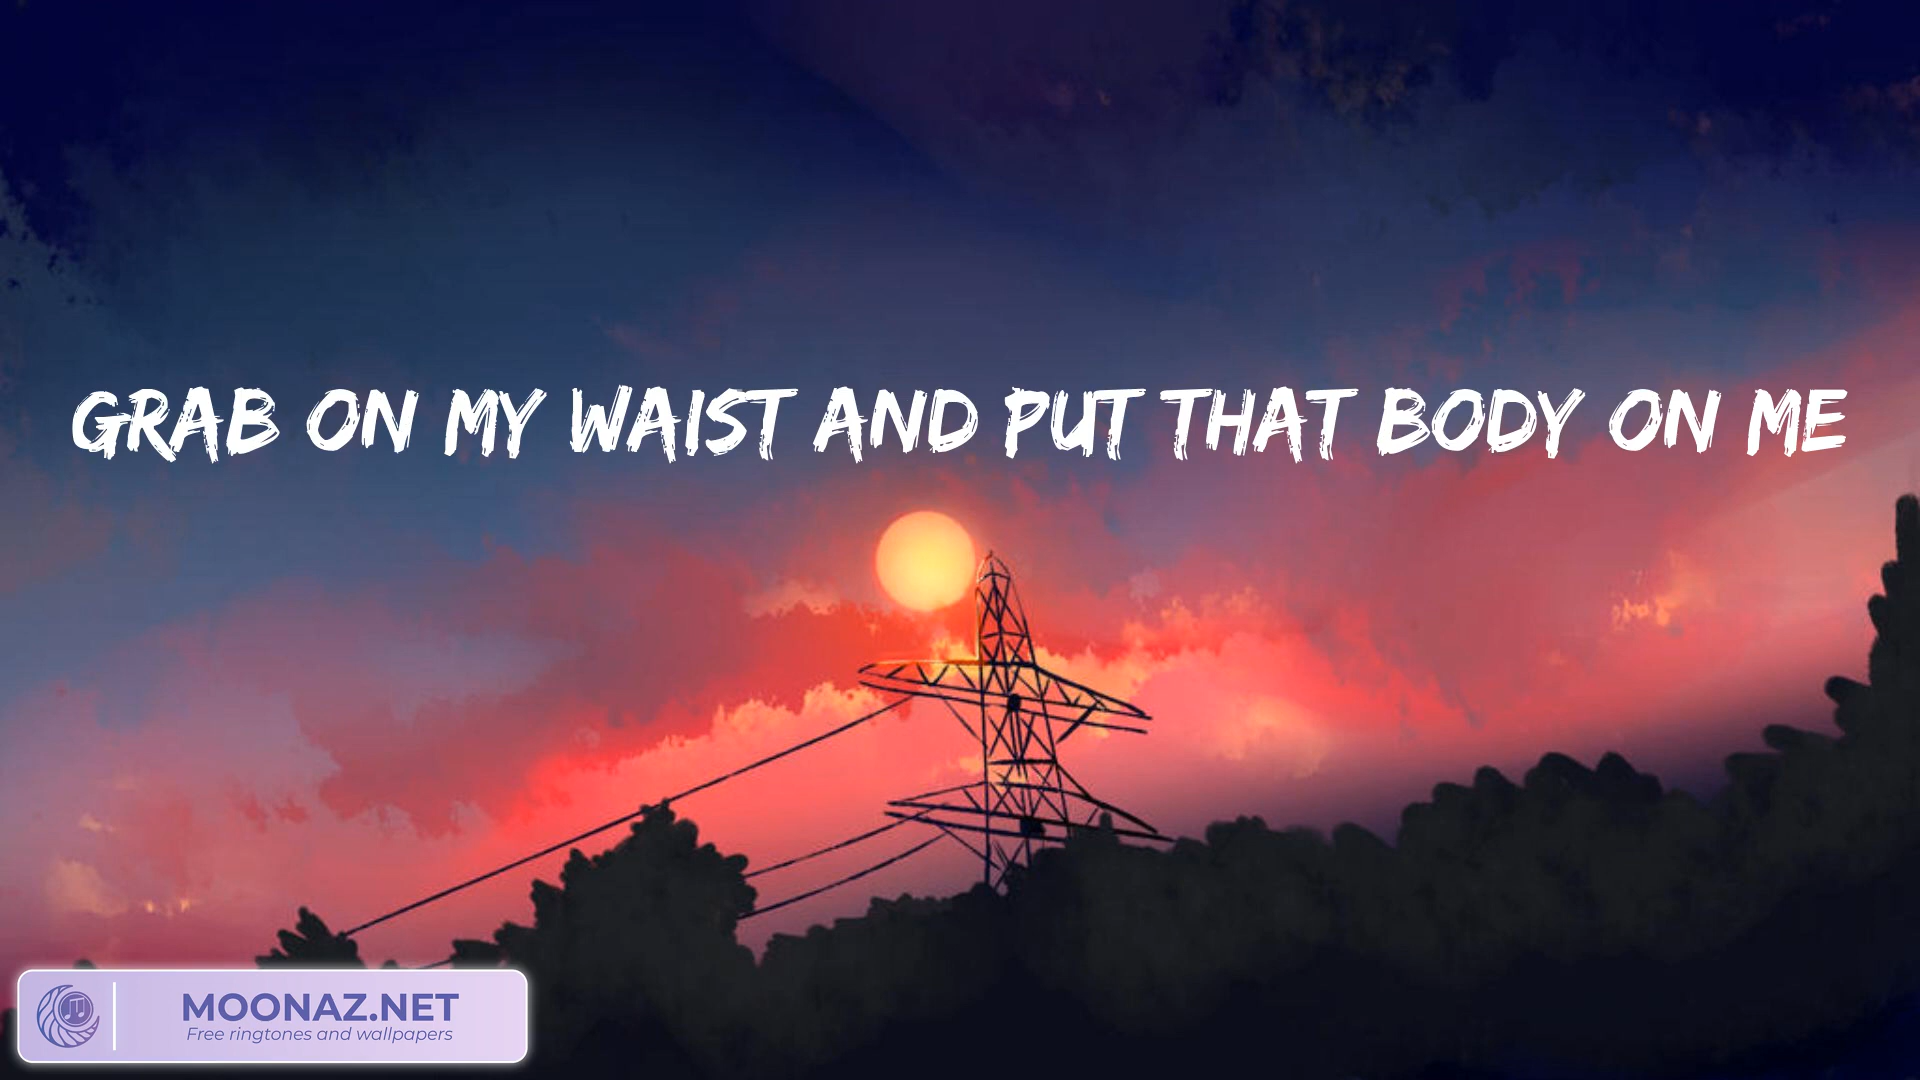 GRAB ON MY WAIST AND PUT THAT BODY ON ME
MOONAZ.NET
Free ringtones and wallpapers